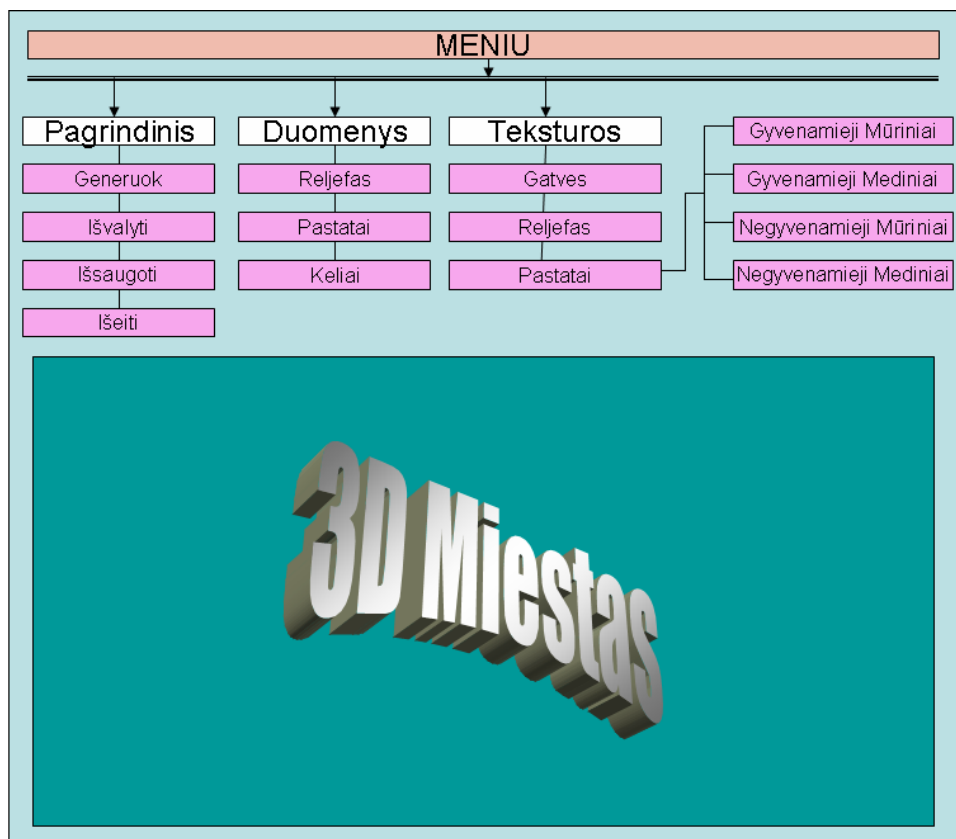 MENIU
Pagrindinis
Generuok
Išvalyti
Išsaugoti
Išeiti
Duomenys
Reljefas
Pastatai
Keliai
Teksturos
Gatves
Reljefas
Pastatai
Gyvenamieji Mūriniai
Gyvenamieji Mediniai
Negyvenamieji Mūriniai
Negyvenamieji Mediniai
3D Miestas